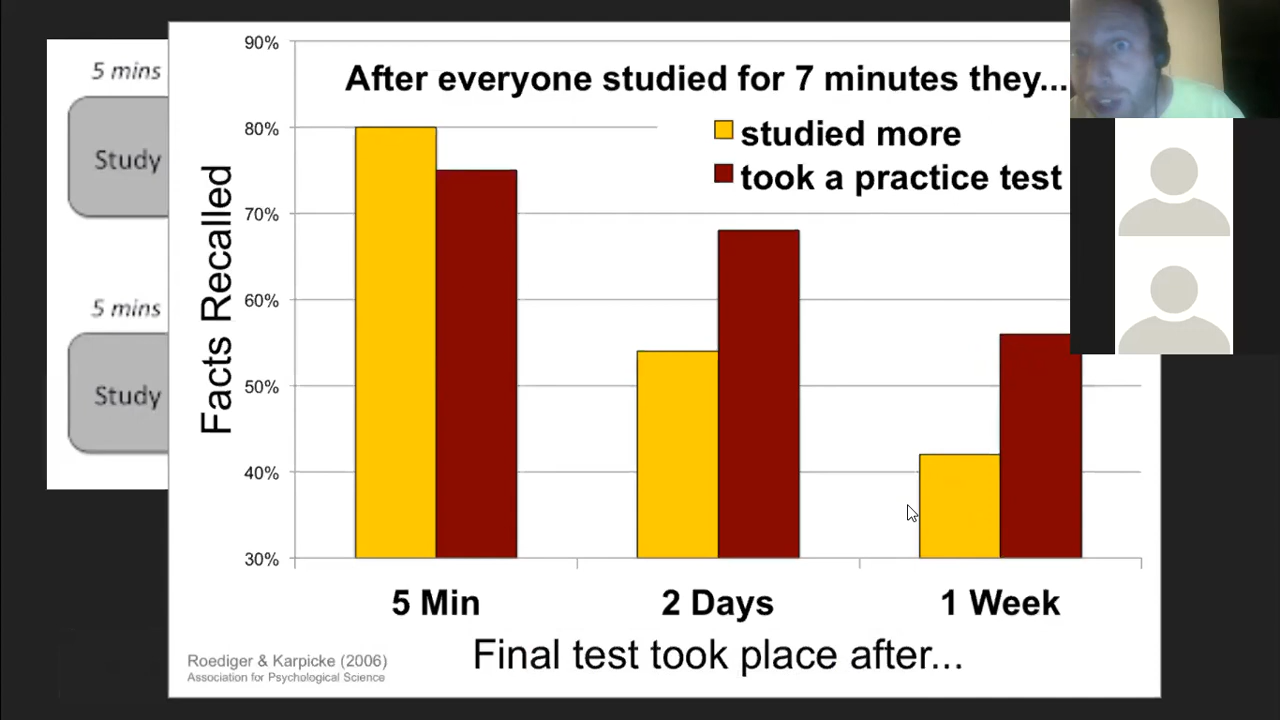 5 mins
Study
5 mins
Study
After everyone studied for 7 minutes they...
studied more
took a practice test
Facts Recalled
90%
80%
70%
60%
50%
40%
30%
5 Min
2 Days
1 Week
Final test took place after...
Roediger & Karpicke (2006)
Association for Psychological Science